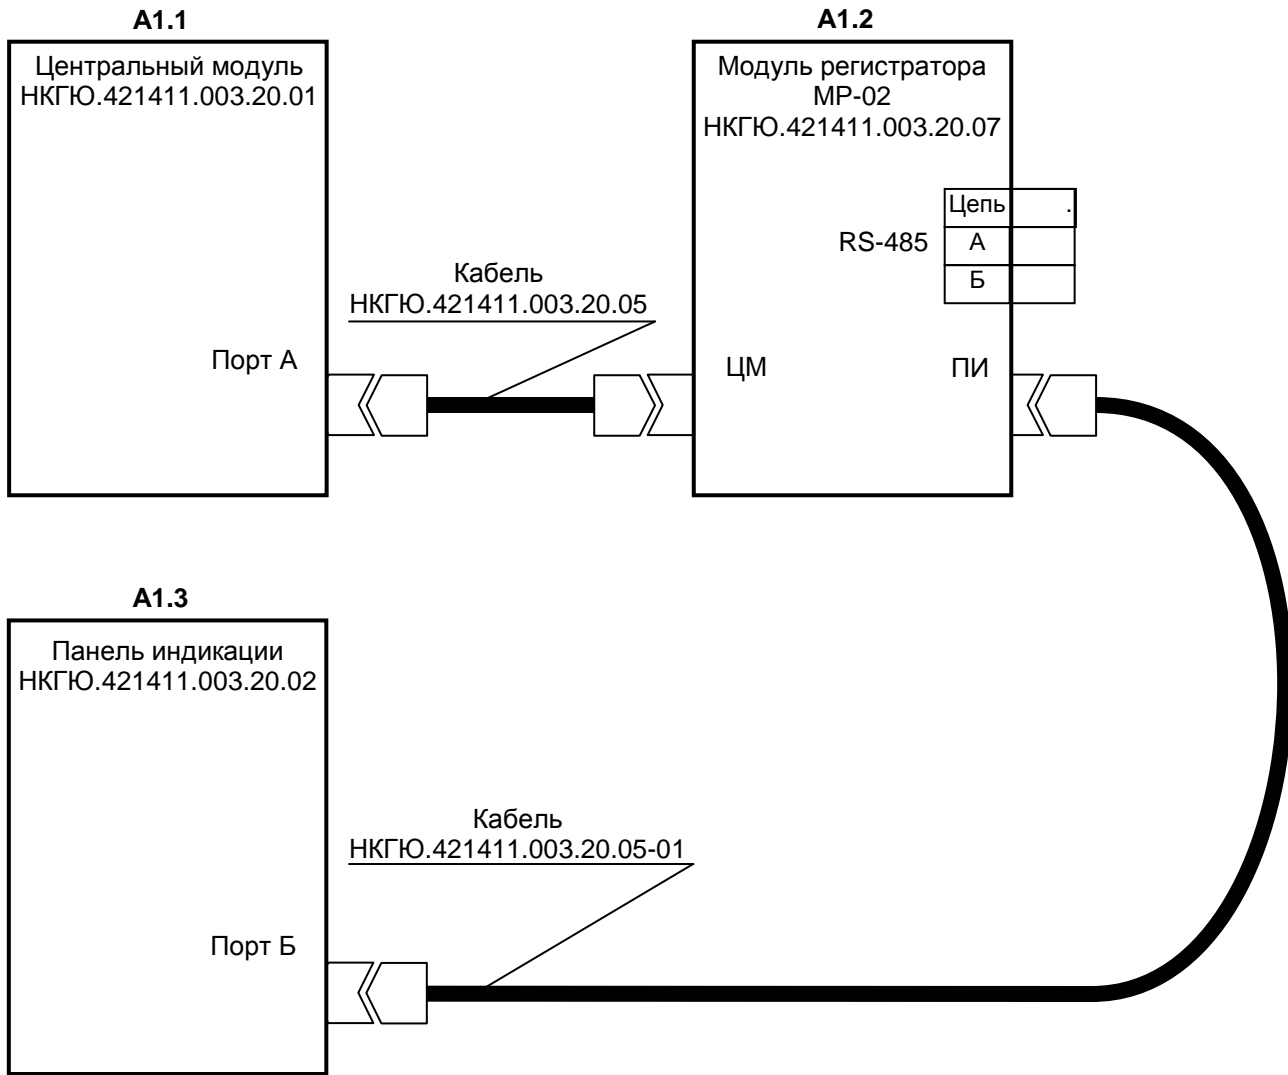 А1.1
Центральный модуль
НКГЮ.421411.003.20.01
Порт А
Кабель
НКГЮ.421411.003.20.05
А1.2
Модуль регистратора
МР-02
НКГЮ.421411.003.20.07
Цепь .
RS-485 А
Б
ЦМ ПИ
А1.3
Панель индикации
НКГЮ.421411.003.20.02
Кабель
НКГЮ.421411.003.20.05-01
Порт Б